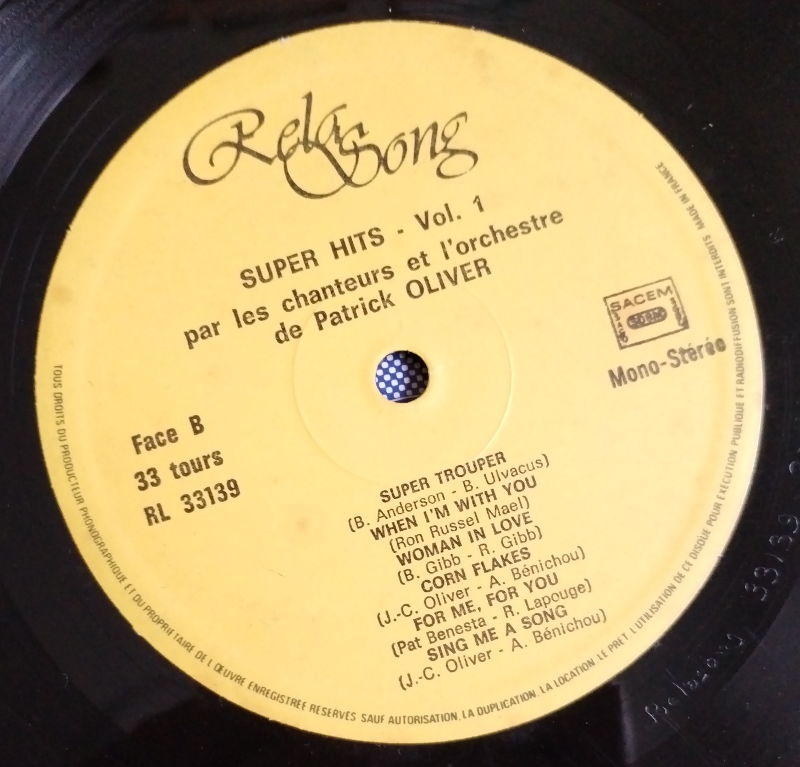 Rela Song
SUPER HITS - Vol. 1
par les chanteurs et l'orchestre
de Patrick OLIVER
SACEM
Mono-Stéréo
Face B
33 tours
RL 33139
SUPER TROUPER
(B. Anderson - B. Ulvacus)
WHEN I'M WITH YOU
(Ron Russel Mael)
WOMAN IN LOVE
(B. Gibb - R. Gibb)
CORN FLAKES
(J.-C. Oliver - A. Bénichou)
FOR ME, FOR YOU
(Pat Benesta - R. Lapouge)
SING ME A SONG
(J.-C. Oliver - A. Bénichou)
TOUS DROITS DU PRODUCTEUR PHONOGRAPHIQUE ET DU PROPRIETAIRE DE L'ŒUVRE ENREGISTREE RESERVES SAUF AUTORISATION. LA DUPLICATION, LA LOCATION, LE PRET, L'UTILISATION DE CE DISQUE POUR EXECUTION PUBLIQUE ET RADIODIFFUSION SONT INTERDITS MADE IN FRANCE
Relasong 33139